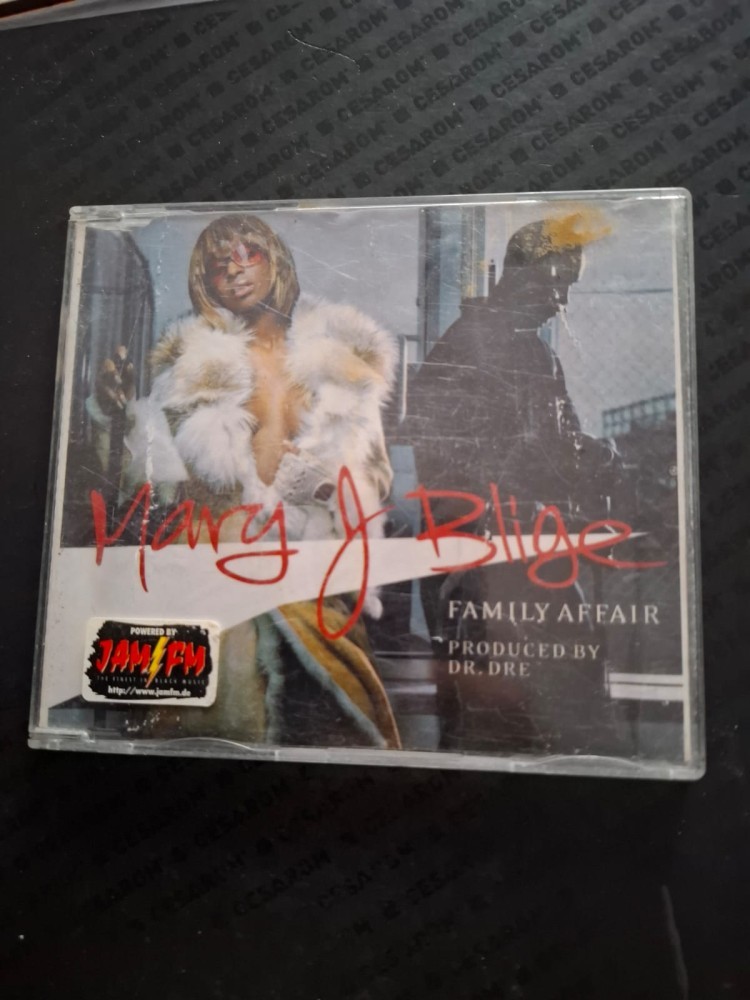 CESAROM
Mary J Blige
FAMILY AFFAIR
PRODUCED BY
DR. DRE
POWERED BY:
JAM FM
THE FINEST IN BLACK MUSIC
http://www.jamfm.de